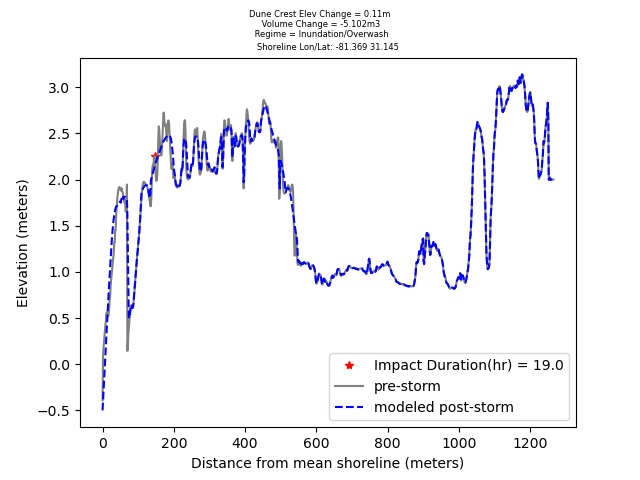 Dune Crest Elev Change = 0.11m
Volume Change = -5.102m3
Regime = Inundation/Overwash
Shoreline Lon/Lat: -81.369 31.145
3.0
2.5
2.0
1.5
1.0
0.5
0.0
−0.5
Elevation (meters)
Impact Duration(hr) = 19.0
pre-storm
modeled post-storm
0 200 400 600 800 1000 1200
Distance from mean shoreline (meters)